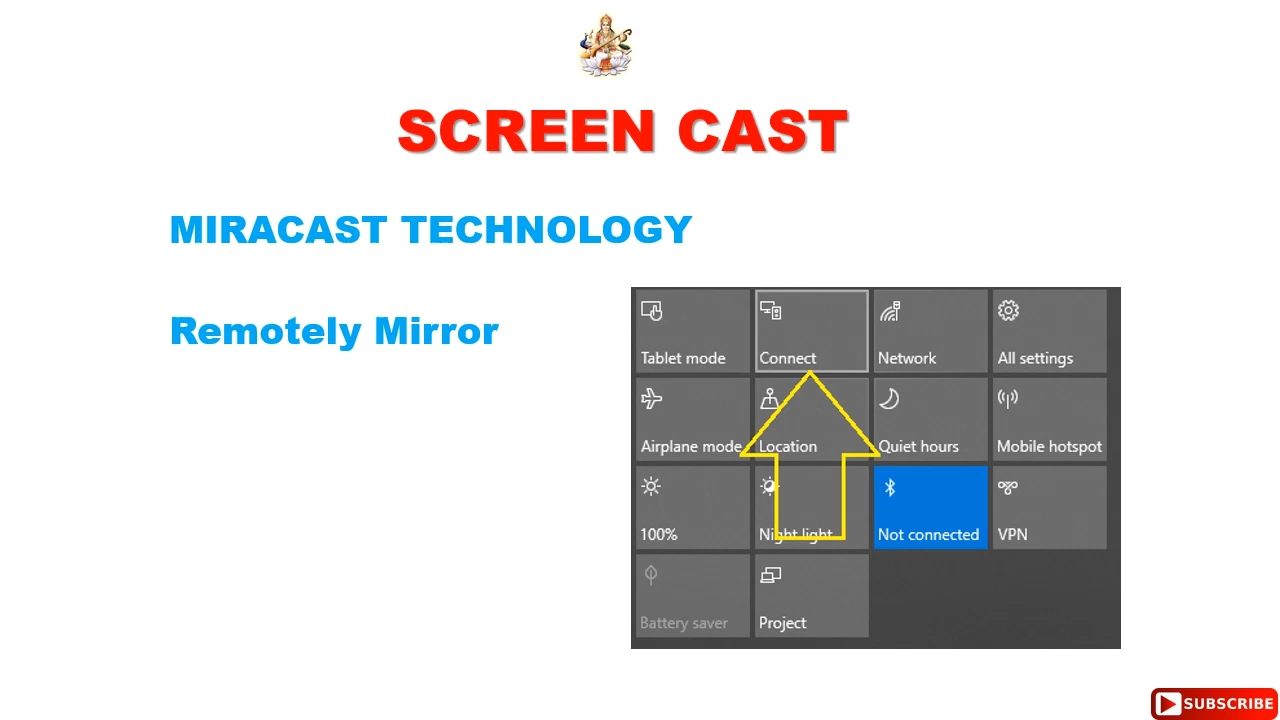 SCREEN CAST
MIRACAST TECHNOLOGY
Remotely Mirror
Tablet mode
Connect
Network
All settings
Airplane mode
Location
Quiet hours
Mobile hotspot
100%
Night light
Not connected
VPN
Battery saver
Project
SUBSCRIBE